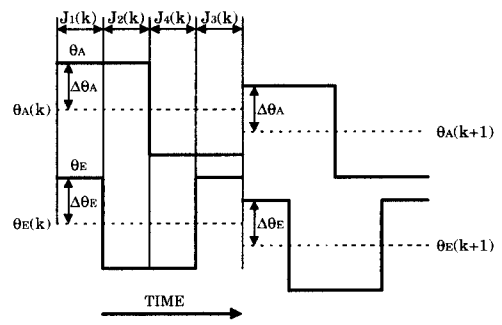 J₁(k) J₂(k) J₄(k) J₃(k)
θA
ΔθA
θA(k)
ΔθA
θA(k+1)
θE
ΔθE
θE(k)
ΔθE
θE(k+1)
TIME